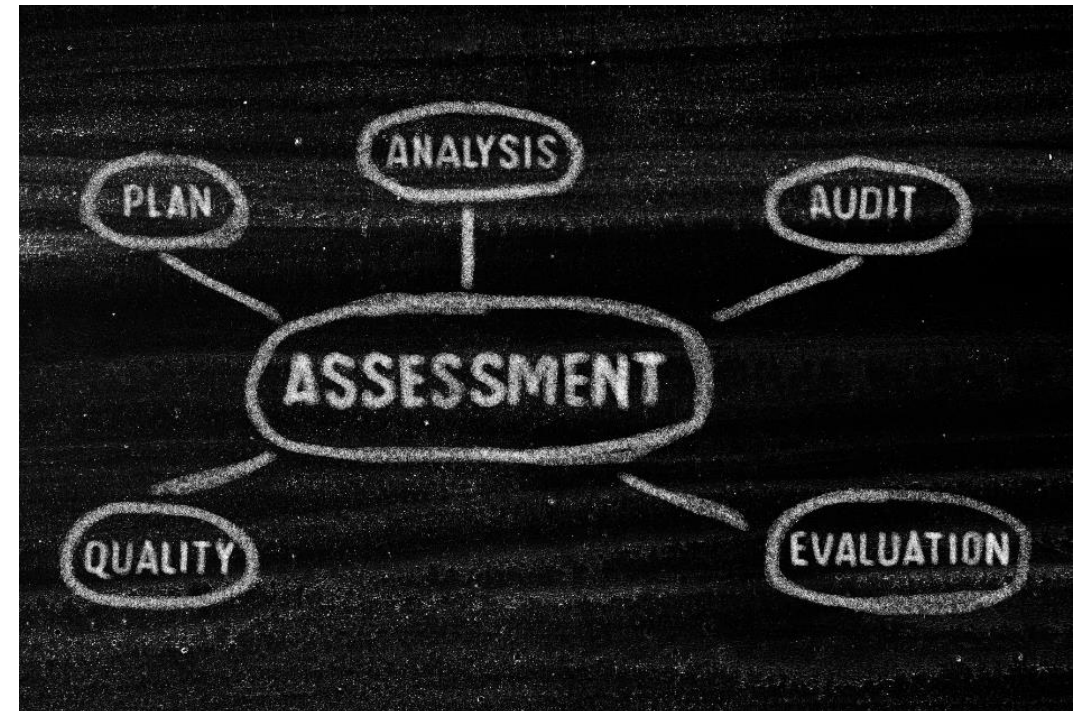 ANALYSIS
PLAN
AUDIT
ASSESSMENT
QUALITY
EVALUATION